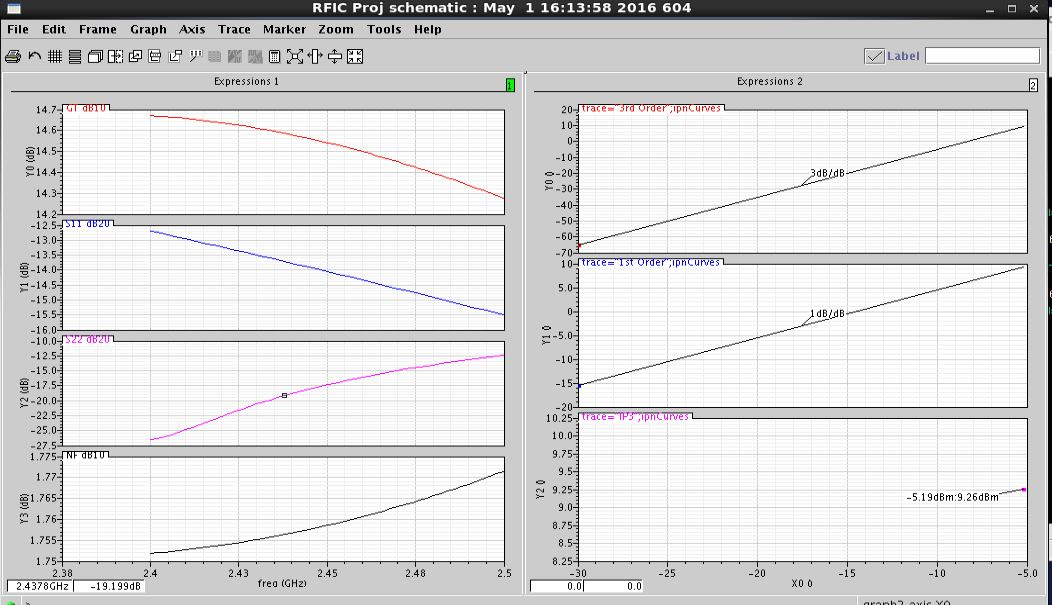 RFIC Proj schematic : May 1 16:13:58 2016 604
File Edit Frame Graph Axis Trace Marker Zoom Tools Help
Label
Expressions 1
1
GT dB10
14.7
14.6
14.5
14.4
14.3
14.2
Y0 (dB)
S11 dB20
-12.5
-13.0
-13.5
-14.0
-14.5
-15.0
-15.5
-16.0
Y1 (dB)
S22 dB20
-10.0
-12.5
-15.0
-17.5
-20.0
-22.5
-25.0
-27.5
Y2 (dB)
NF dB10
1.775
1.77
1.765
1.76
1.755
1.75
Y3 (dB)
2.38 2.4 2.43 2.45 2.48 2.5
freq (GHz)
2.4378GHz -19.199dB
Expressions 2
2
trace="3rd Order";ipnCurves
20
10
0
-10
-20
-30
-40
-50
-60
-70
Y0 0
3dB/dB
trace="1st Order";ipnCurves
10
5.0
0
-5.0
-10
-15
-20
Y1 0
1dB/dB
trace="IP3";ipnCurves
10.25
10.0
9.75
9.5
9.25
9.0
8.75
8.5
8.25
Y2 0
-5.19dBm:9.26dBm
-30 -25 -20 -15 -10 -5.0
X0 0
0.0 0.0
>
graph2 axis X0